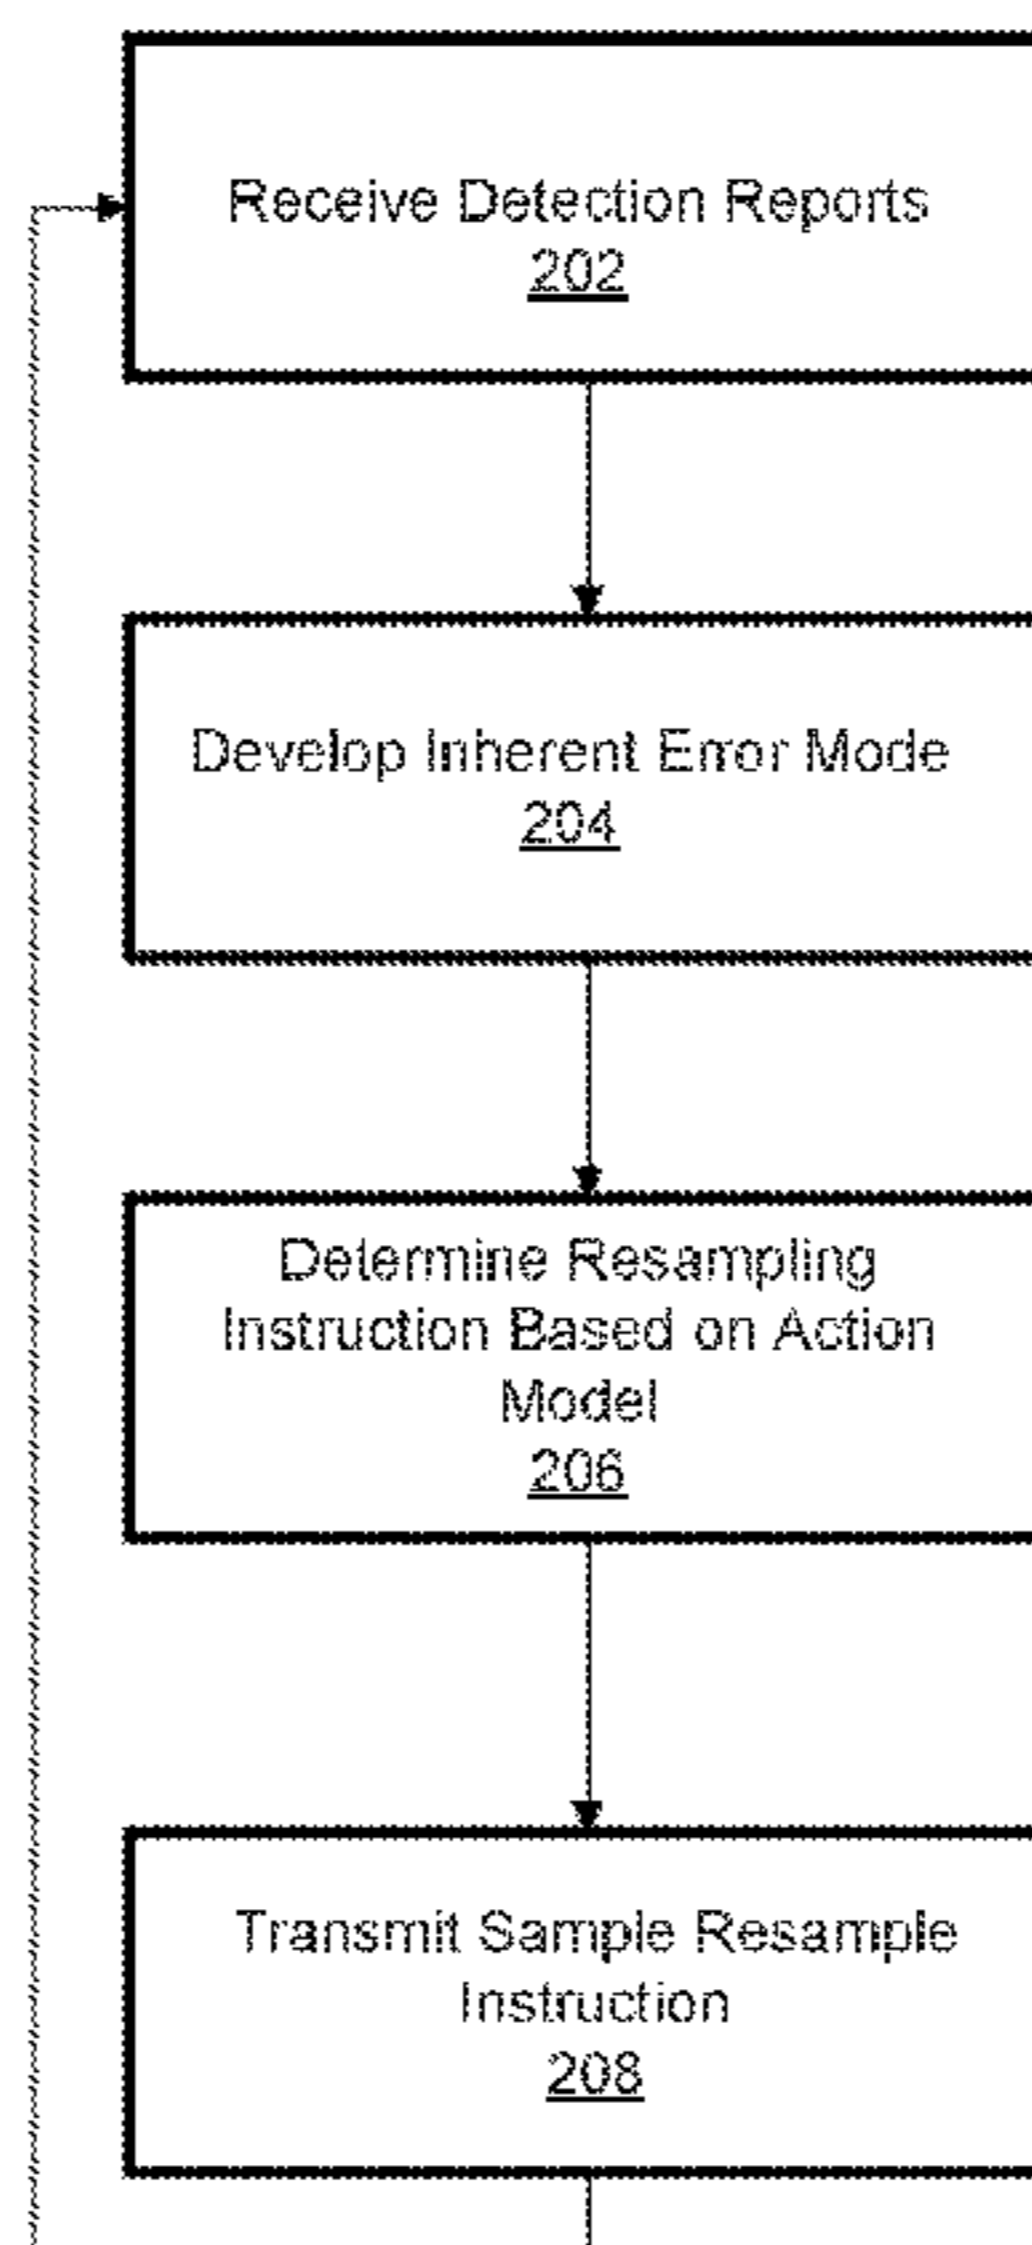 Receive Detection Reports
202
Develop Inherent Error Mode
204
Determine Resampling
Instruction Based on Action
Model
206
Transmit Sample Resample
Instruction
208